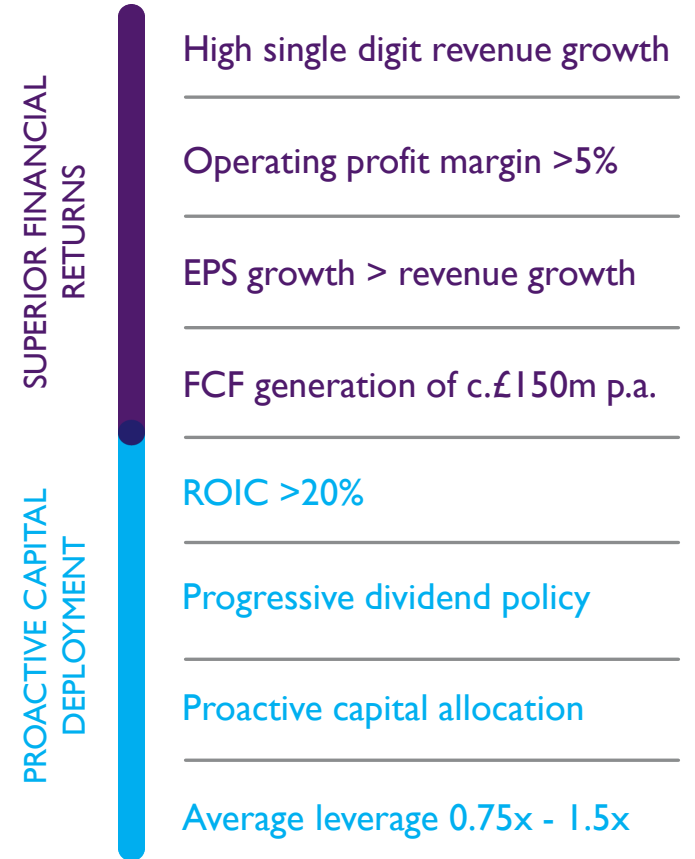 SUPERIOR FINANCIAL
RETURNS
High single digit revenue growth
Operating profit margin >5%
EPS growth > revenue growth
FCF generation of c.£150m p.a.
PROACTIVE CAPITAL
DEPLOYMENT
ROIC >20%
Progressive dividend policy
Proactive capital allocation
Average leverage 0.75x - 1.5x